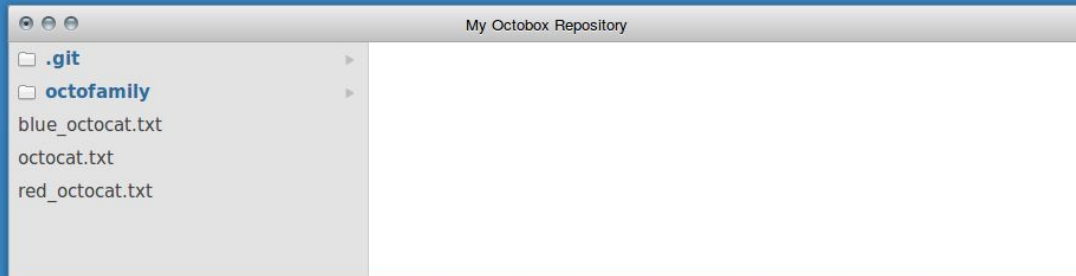 My Octobox Repository
.git
octofamily
blue_octocat.txt
octocat.txt
red_octocat.txt